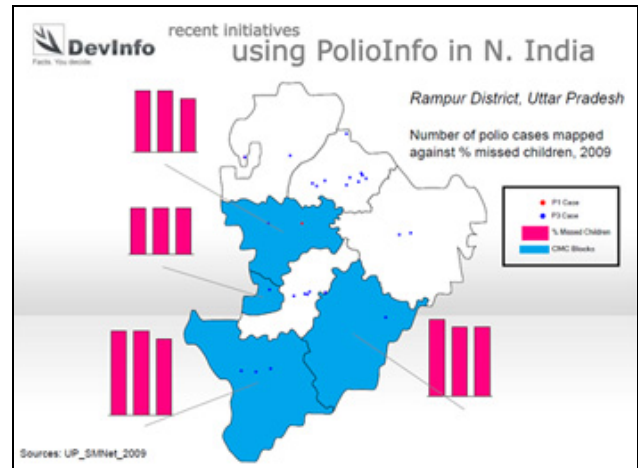 DevInfo
Facts. You decide.
recent initiatives
using PolioInfo in N. India
Rampur District, Uttar Pradesh
Number of polio cases mapped
against % missed children, 2009
P1 Case
P3 Case
% Missed Children
CMC Blocks
Sources: UP_SMNet_2009